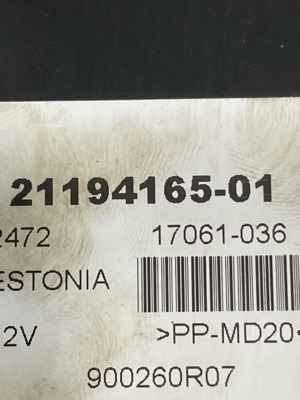 21194165-01
2472 17061-036
ESTONIA
2V >PP-MD20<
900260R07